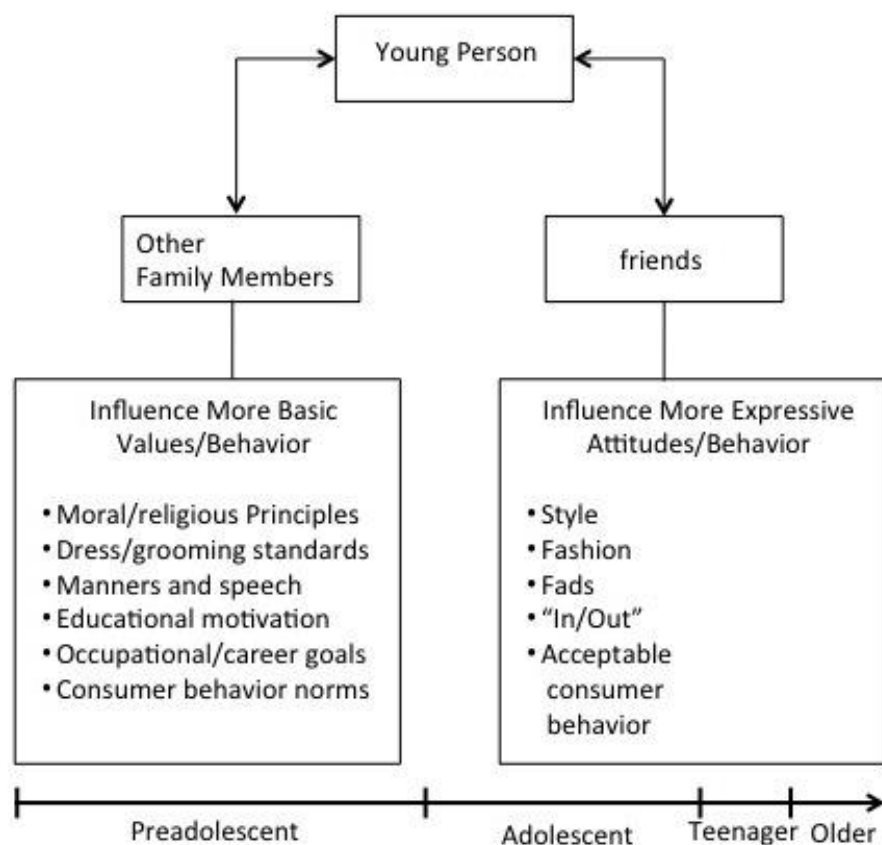 Young Person
Other
Family Members
friends
Influence More Basic
Values/Behavior
• Moral/religious Principles
• Dress/grooming standards
• Manners and speech
• Educational motivation
• Occupational/career goals
• Consumer behavior norms
Influence More Expressive
Attitudes/Behavior
• Style
• Fashion
• Fads
• “In/Out”
• Acceptable
consumer
behavior
Preadolescent
Adolescent
Teenager
Older